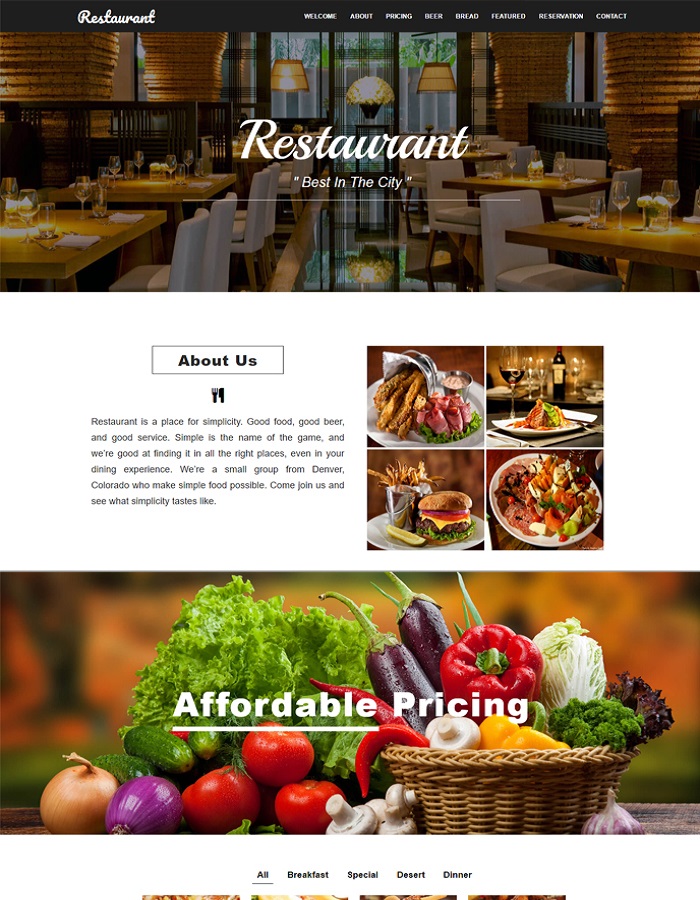 Restaurant
WELCOME ABOUT PRICING BEER BREAD FEATURED RESERVATION CONTACT
Restaurant
" Best In The City "
About Us
Restaurant is a place for simplicity. Good food, good beer,
and good service. Simple is the name of the game, and
we're good at finding it in all the right places, even in your
dining experience. We're a small group from Denver,
Colorado who make simple food possible. Come join us and
see what simplicity tastes like.
Affordable Pricing
All Breakfast Special Desert Dinner